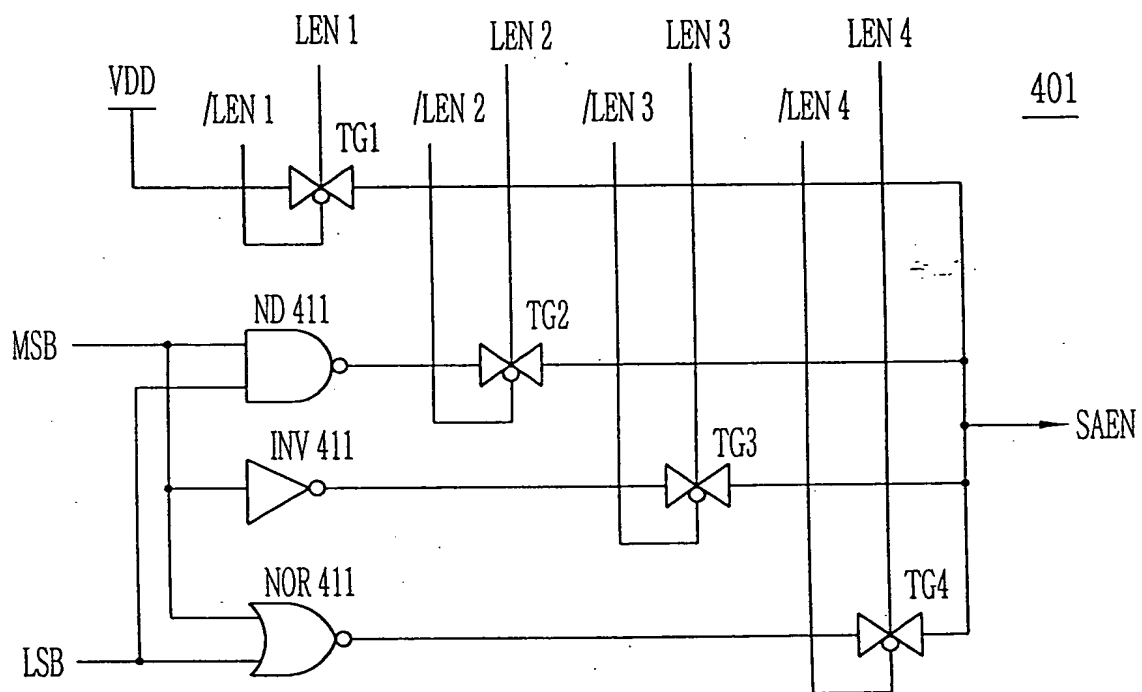 LEN 1
LEN 2
LEN 3
LEN 4
VDD
/LEN 1
/LEN 2
/LEN 3
/LEN 4
401
TG1
ND 411
TG2
MSB
INV 411
TG3
SAEN
NOR 411
TG4
LSB